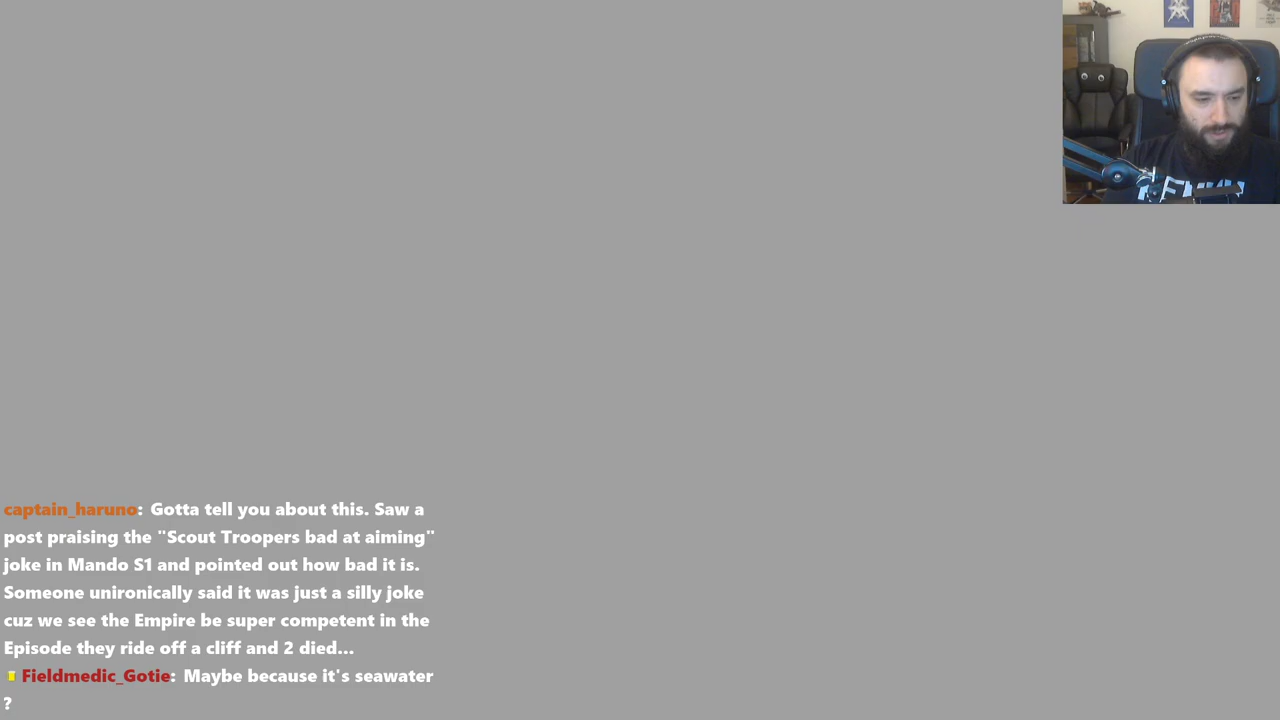 captain_haruno: Gotta tell you about this. Saw a
post praising the "Scout Troopers bad at aiming"
joke in Mando S1 and pointed out how bad it is.
Someone unironically said it was just a silly joke
cuz we see the Empire be super competent in the
Episode they ride off a cliff and 2 died...
Fieldmedic_Gotie: Maybe because it's seawater
?